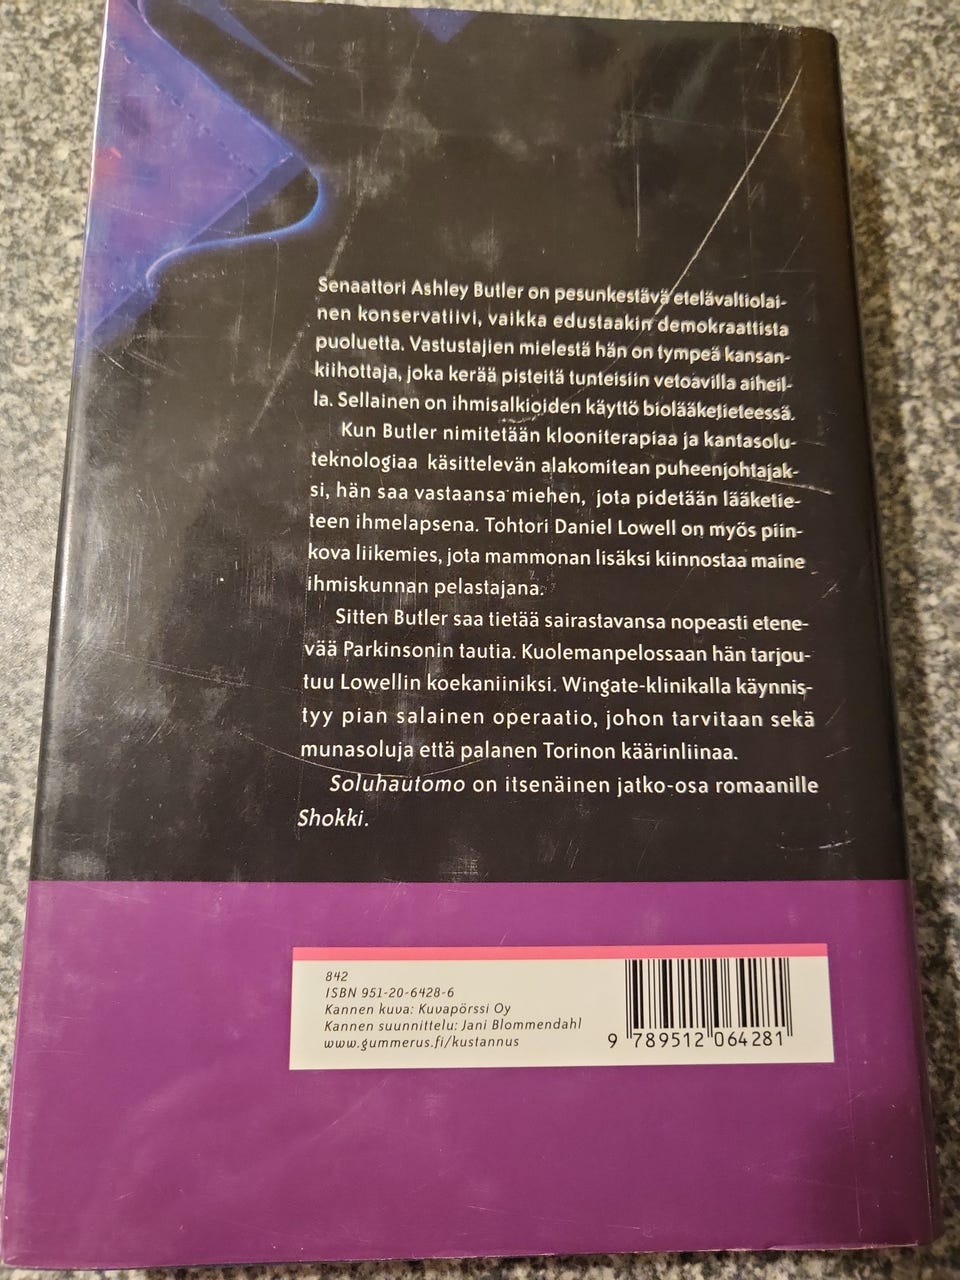 Senaattori Ashley Butler on pesunkestävä etelävaltiolai-
nen konservatiivi, vaikka edustaakin demokraattista
puoluetta. Vastustajien mielestä hän on tympeä kansan-
kiihottaja, joka kerää pisteitä tunteisiin vetoavilla aiheil-
la. Sellainen on ihmisalkioiden käyttö biolääketieteessä.
Kun Butler nimitetään klooniterapiaa ja kantasolu-
teknologiaa käsittelevän alakomitean puheenjohtajak-
si, hän saa vastaansa miehen, jota pidetään lääketie-
teen ihmelapsena. Tohtori Daniel Lowell on myös piin-
kova liikemies, jota mammonan lisäksi kiinnostaa maine
ihmiskunnan pelastajana.
Sitten Butler saa tietää sairastavansa nopeasti etene-
vää Parkinsonin tautia. Kuolemanpelossaan hän tarjou-
tuu Lowellin koekaniiniksi. Wingate-klinikalla käynnis-
tyy pian salainen operaatio, johon tarvitaan sekä
munasoluja että palanen Torinon käärinliinaa.
Soluhautomo on itsenäinen jatko-osa romaanille
Shokki.
842
ISBN 951-20-6428-6
Kannen kuva: Kuvapörssi Oy
Kannen suunnittelu: Jani Blommendahl
www.gummerus.fi/kustannus
9 789512 064281